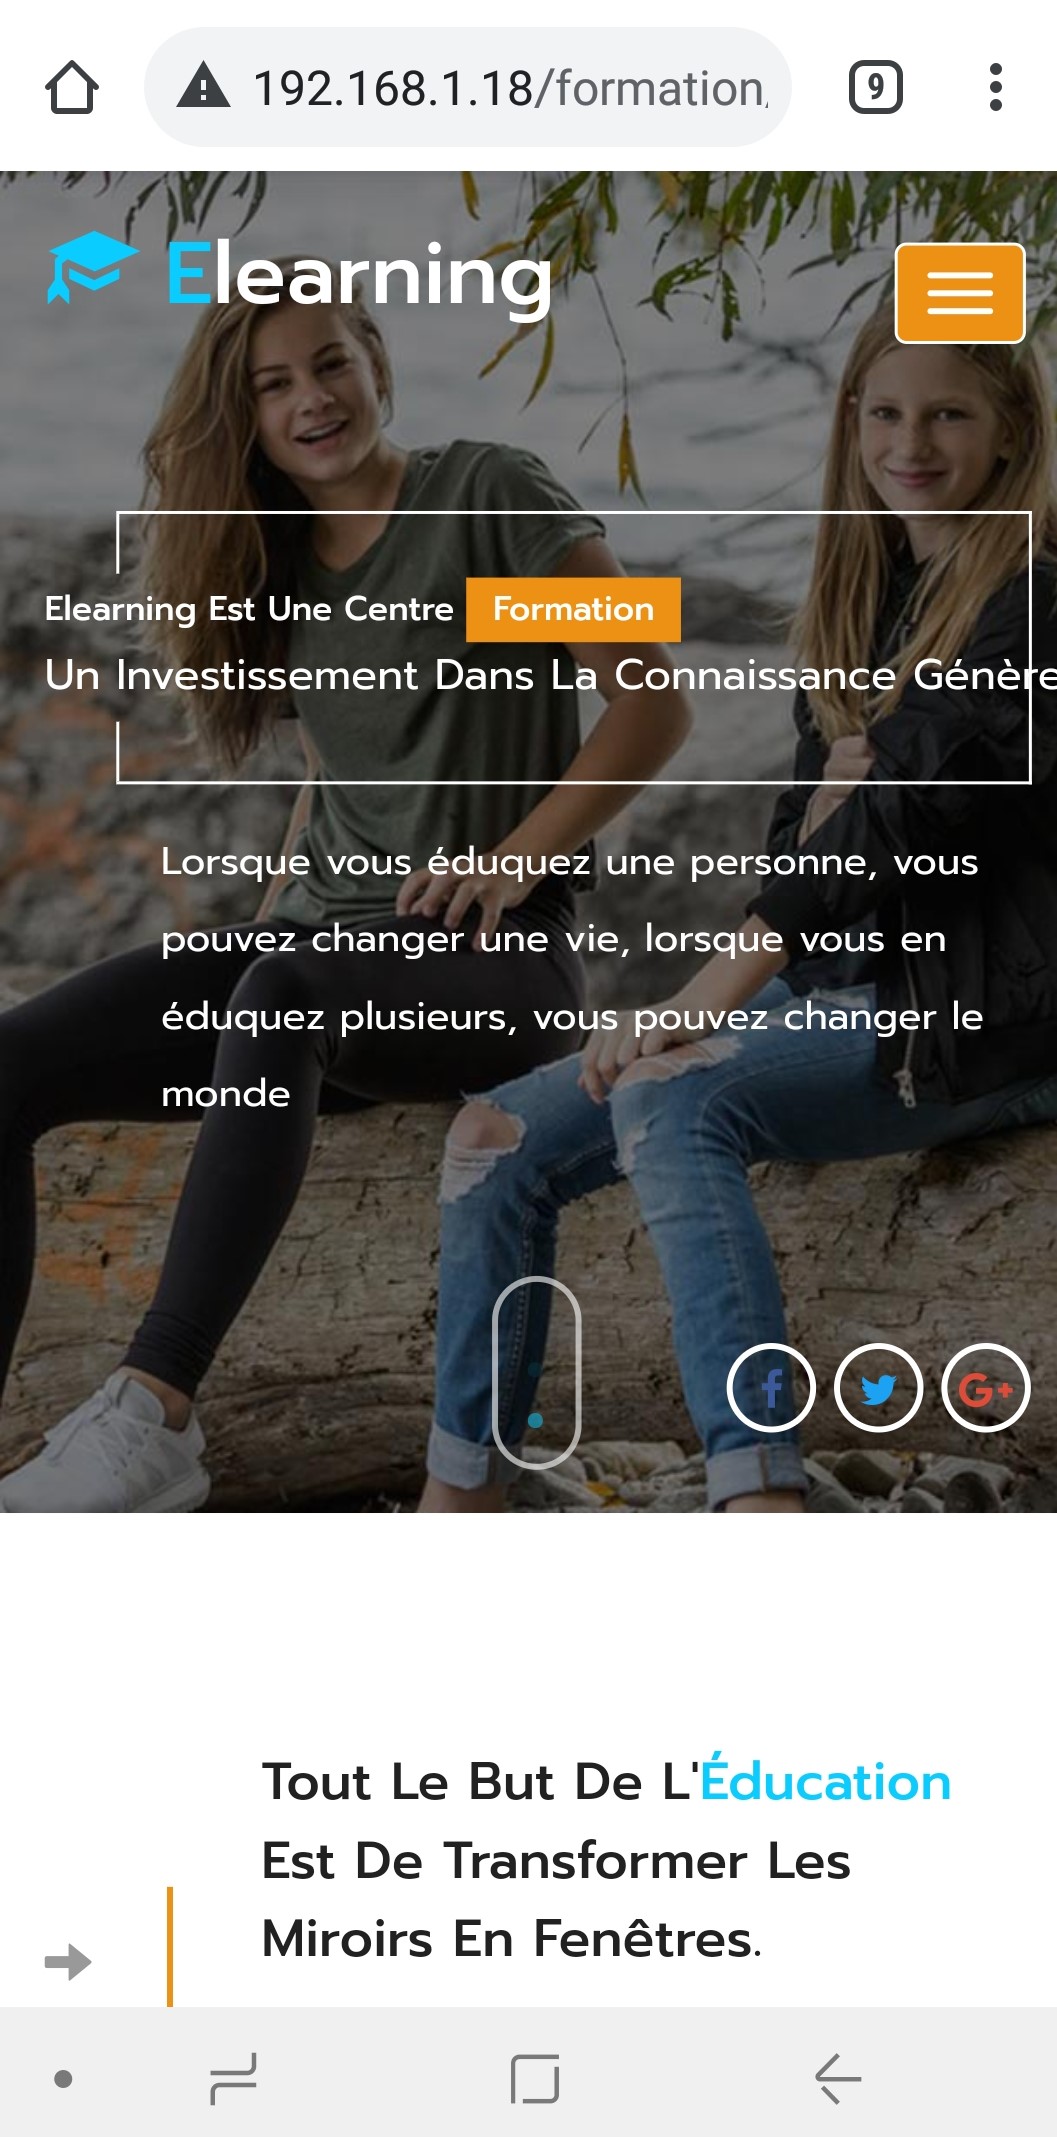 192.168.1.18/formation/
9
Elearning
Elearning Est Une Centre Formation
Un Investissement Dans La Connaissance Génère
Lorsque vous éduquez une personne, vous
pouvez changer une vie, lorsque vous en
éduquez plusieurs, vous pouvez changer le
monde
f
G+
Tout Le But De L'Éducation
Est De Transformer Les
Miroirs En Fenêtres.